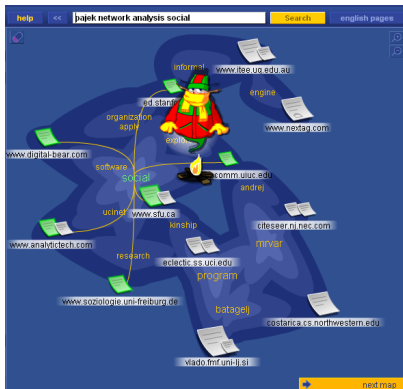 help << pajek network analysis social Search english pages
informal
www.itee.uq.edu.au
engine
ed.stanf
organization
apply
www.nextag.com
explor
www.digital-bear.com
software
comm.uiuc.edu
social
andrej
www.sfu.ca
ucinet
kinship
citeseer.nj.nec.com
www.analytictech.com
mrvar
research
eclectic.ss.uci.edu
program
www.soziologie.uni-freiburg.de
batagelj
costarica.cs.northwestern.edu
vlado.fmf.uni-lj.si
next map